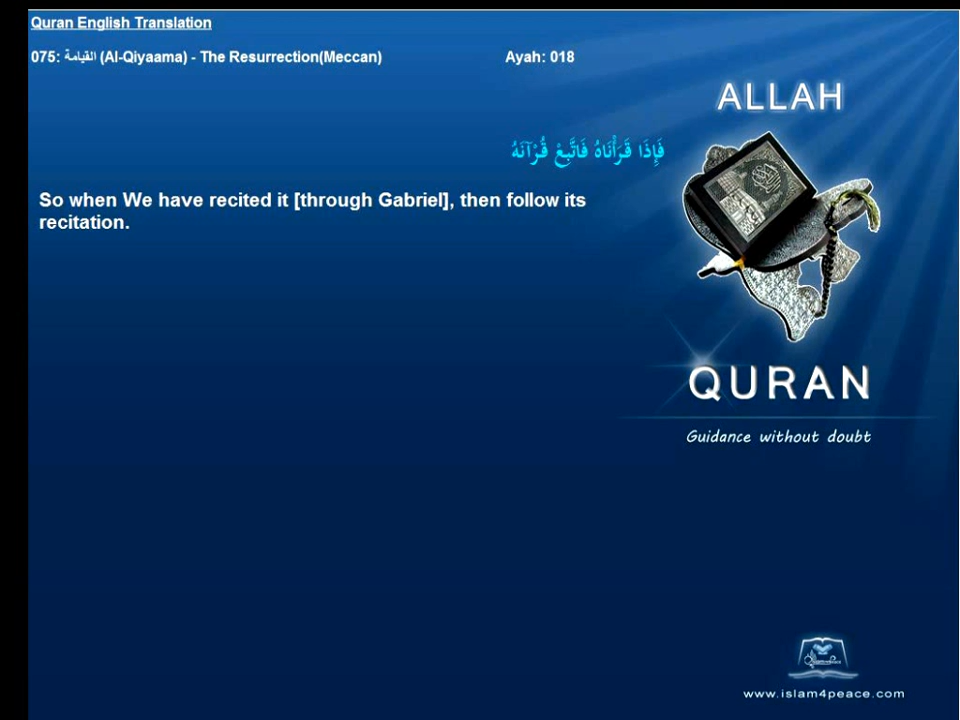 Quran English Translation
075: القيامة (Al-Qiyaama) - The Resurrection(Meccan) Ayah: 018
ALLAH
فَإِذَا قَرَأْنَاهُ فَاتَّبِعْ قُرْآنَهُ
So when We have recited it [through Gabriel], then follow its
recitation.
QURAN
Guidance without doubt
www.islam4peace.com